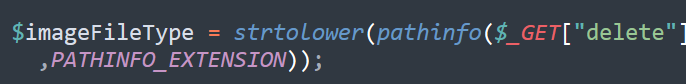 $imageFileType = strtolower(pathinfo($_GET["delete"]
,PATHINFO_EXTENSION));